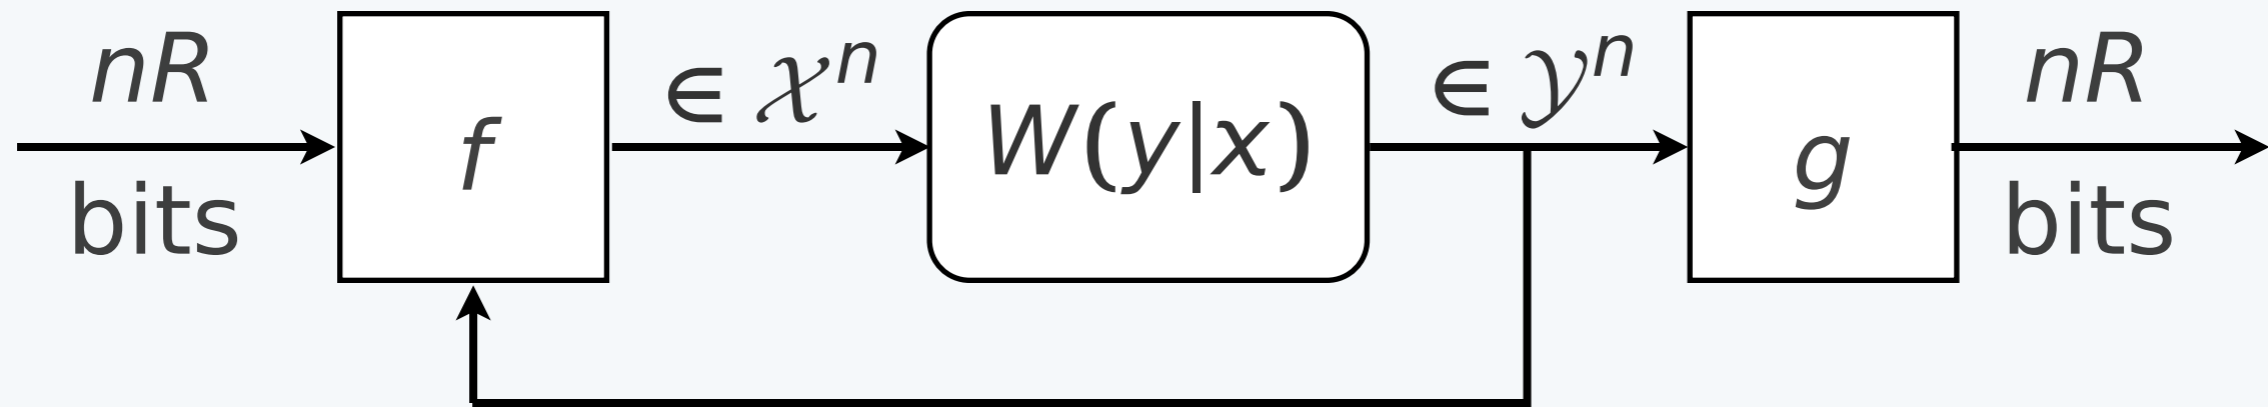 nR
bits
f
∈ 𝒳ⁿ
W(y|x)
∈ 𝒴ⁿ
g
nR
bits